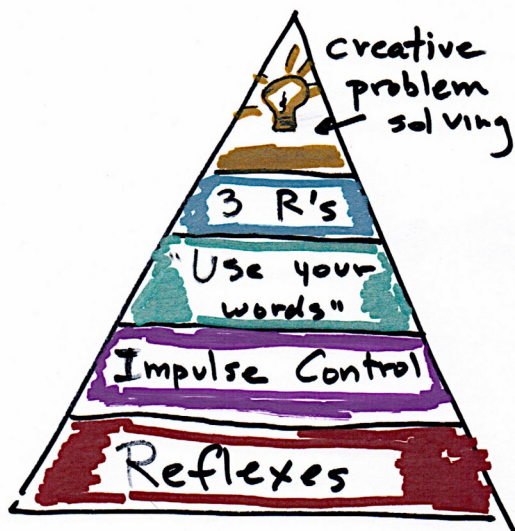 creative
problem
solving
3 R's
"Use your
words"
Impulse Control
Reflexes